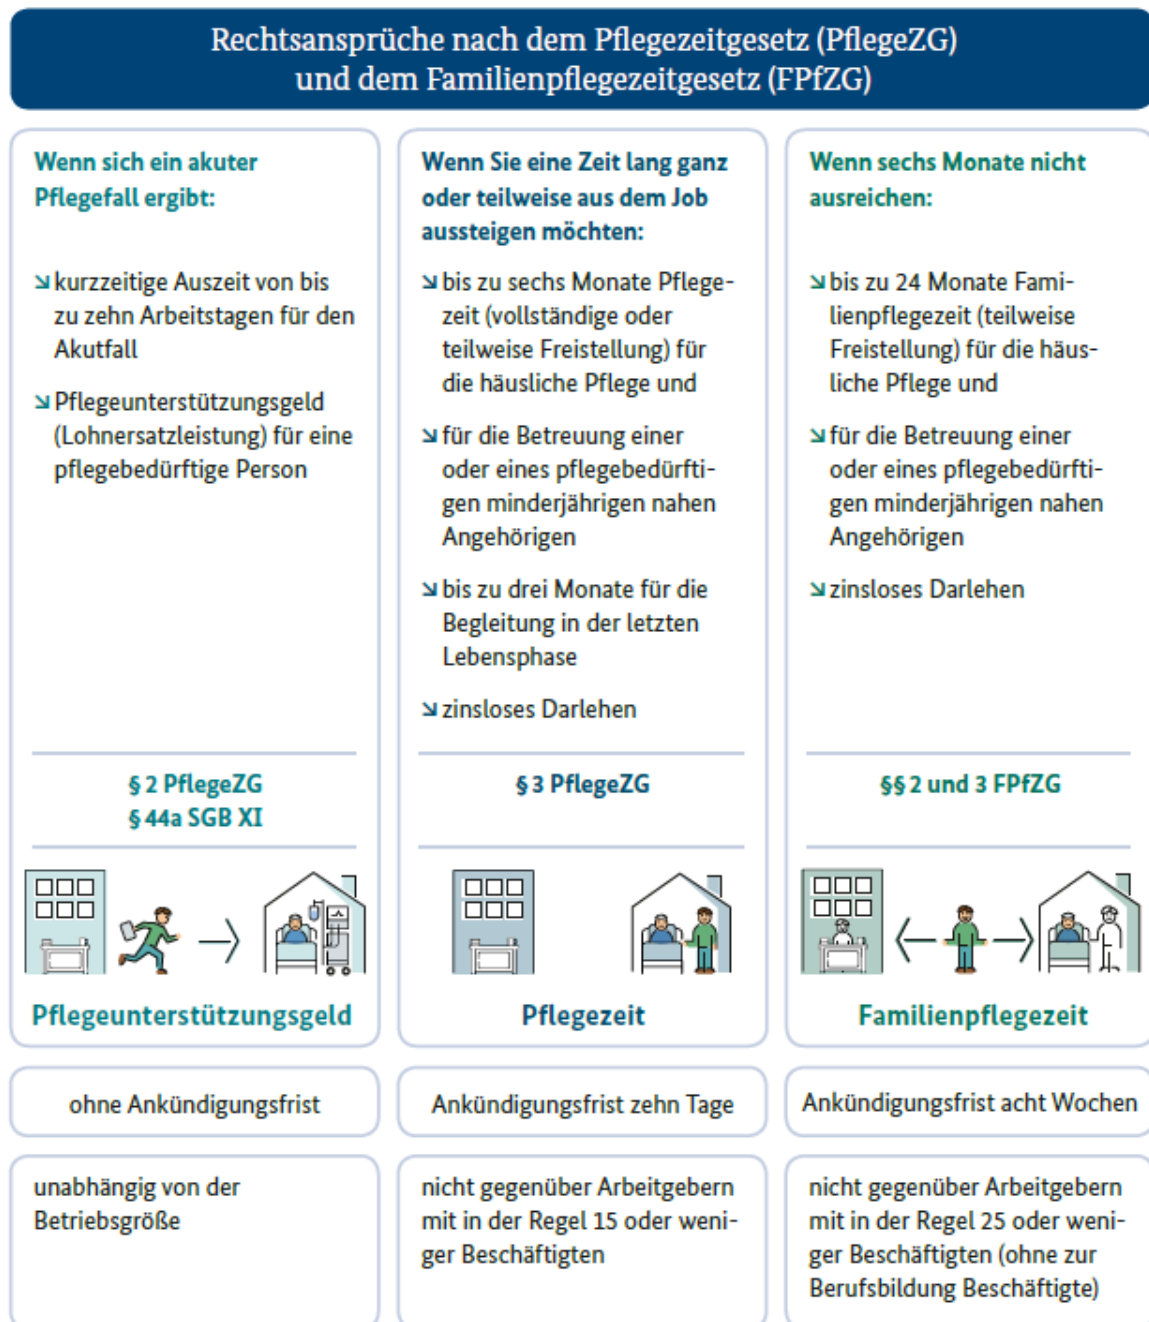 Rechtsansprüche nach dem Pflegezeitgesetz (PflegeZG)
und dem Familienpflegezeitgesetz (FPfZG)
Wenn sich ein akuter
Pflegefall ergibt:
↘ kurzzeitige Auszeit von bis
zu zehn Arbeitstagen für den
Akutfall
↘ Pflegeunterstützungsgeld
(Lohnersatzleistung) für eine
pflegebedürftige Person
§ 2 PflegeZG
§ 44a SGB XI
Pflegeunterstützungsgeld
ohne Ankündigungsfrist
unabhängig von der
Betriebsgröße
Wenn Sie eine Zeit lang ganz
oder teilweise aus dem Job
aussteigen möchten:
↘ bis zu sechs Monate Pflege-
zeit (vollständige oder
teilweise Freistellung) für
die häusliche Pflege und
↘ für die Betreuung einer
oder eines pflegebedürfti-
gen minderjährigen nahen
Angehörigen
↘ bis zu drei Monate für die
Begleitung in der letzten
Lebensphase
↘ zinsloses Darlehen
§ 3 PflegeZG
Pflegezeit
Ankündigungsfrist zehn Tage
nicht gegenüber Arbeitgebern
mit in der Regel 15 oder weni-
ger Beschäftigten
Wenn sechs Monate nicht
ausreichen:
↘ bis zu 24 Monate Fami-
lienpflegezeit (teilweise
Freistellung) für die häus-
liche Pflege und
↘ für die Betreuung einer
oder eines pflegebedürfti-
gen minderjährigen nahen
Angehörigen
↘ zinsloses Darlehen
§§ 2 und 3 FPfZG
Familienpflegezeit
Ankündigungsfrist acht Wochen
nicht gegenüber Arbeitgebern
mit in der Regel 25 oder weni-
ger Beschäftigten (ohne zur
Berufsbildung Beschäftigte)